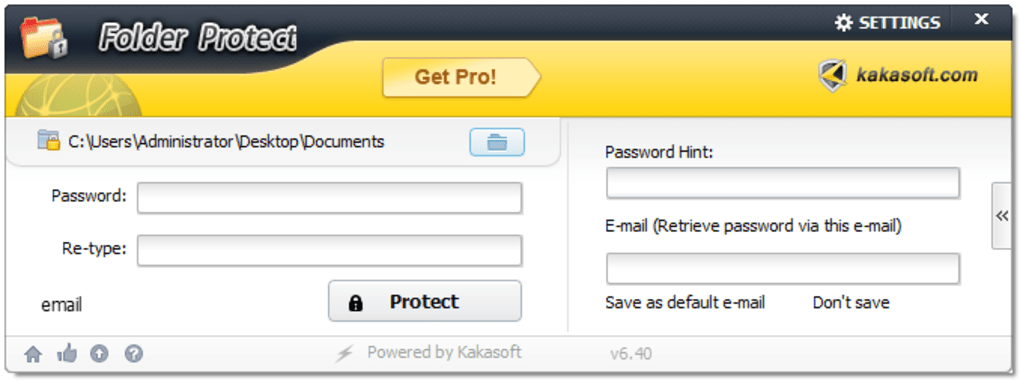 Folder Protect
SETTINGS
Get Pro!
kakasoft.com
C:\Users\Administrator\Desktop\Documents
Password:
Re-type:
email
Protect
Password Hint:
E-mail (Retrieve password via this e-mail)
Save as default e-mail
Don't save
Powered by Kakasoft
v6.40